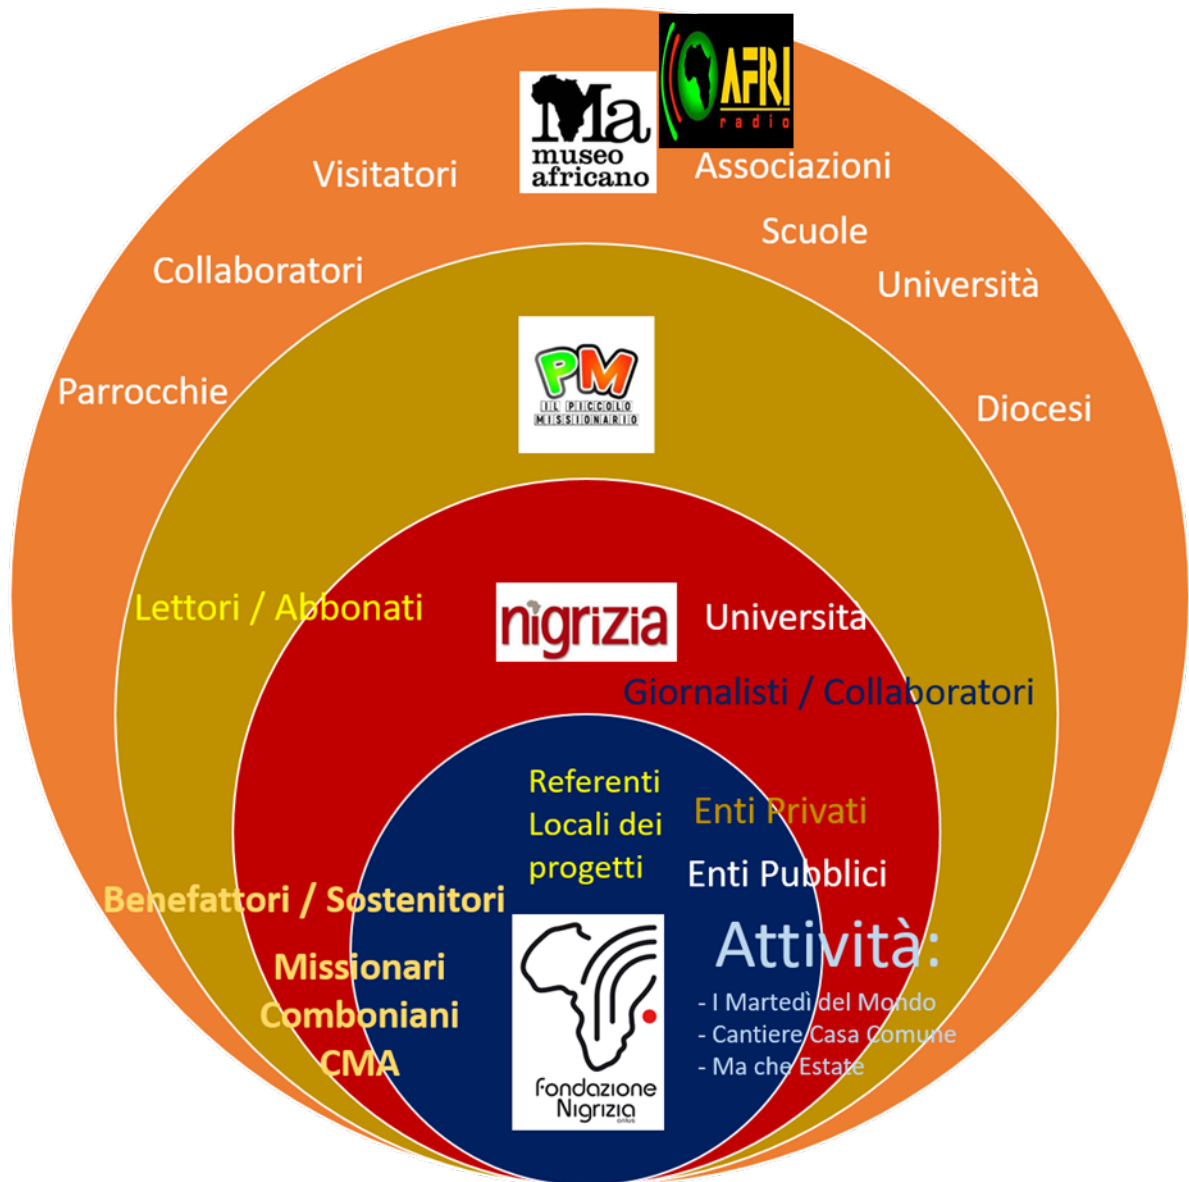 AFRI
radio
Ma
museo
africano
Visitatori
Associazioni
Scuole
Collaboratori
Università
Parrocchie
Diocesi
PM
IL PICCOLO
MISSIONARIO
Lettori / Abbonati
nigrizia
Università
Giornalisti / Collaboratori
Referenti
Locali dei
progetti
Enti Privati
Enti Pubblici
Benefattori / Sostenitori
Missionari
Comboniani
CMA
Attività:
- I Martedì del Mondo
- Cantiere Casa Comune
- Ma che Estate
fondazione
Nigrizia
onlus